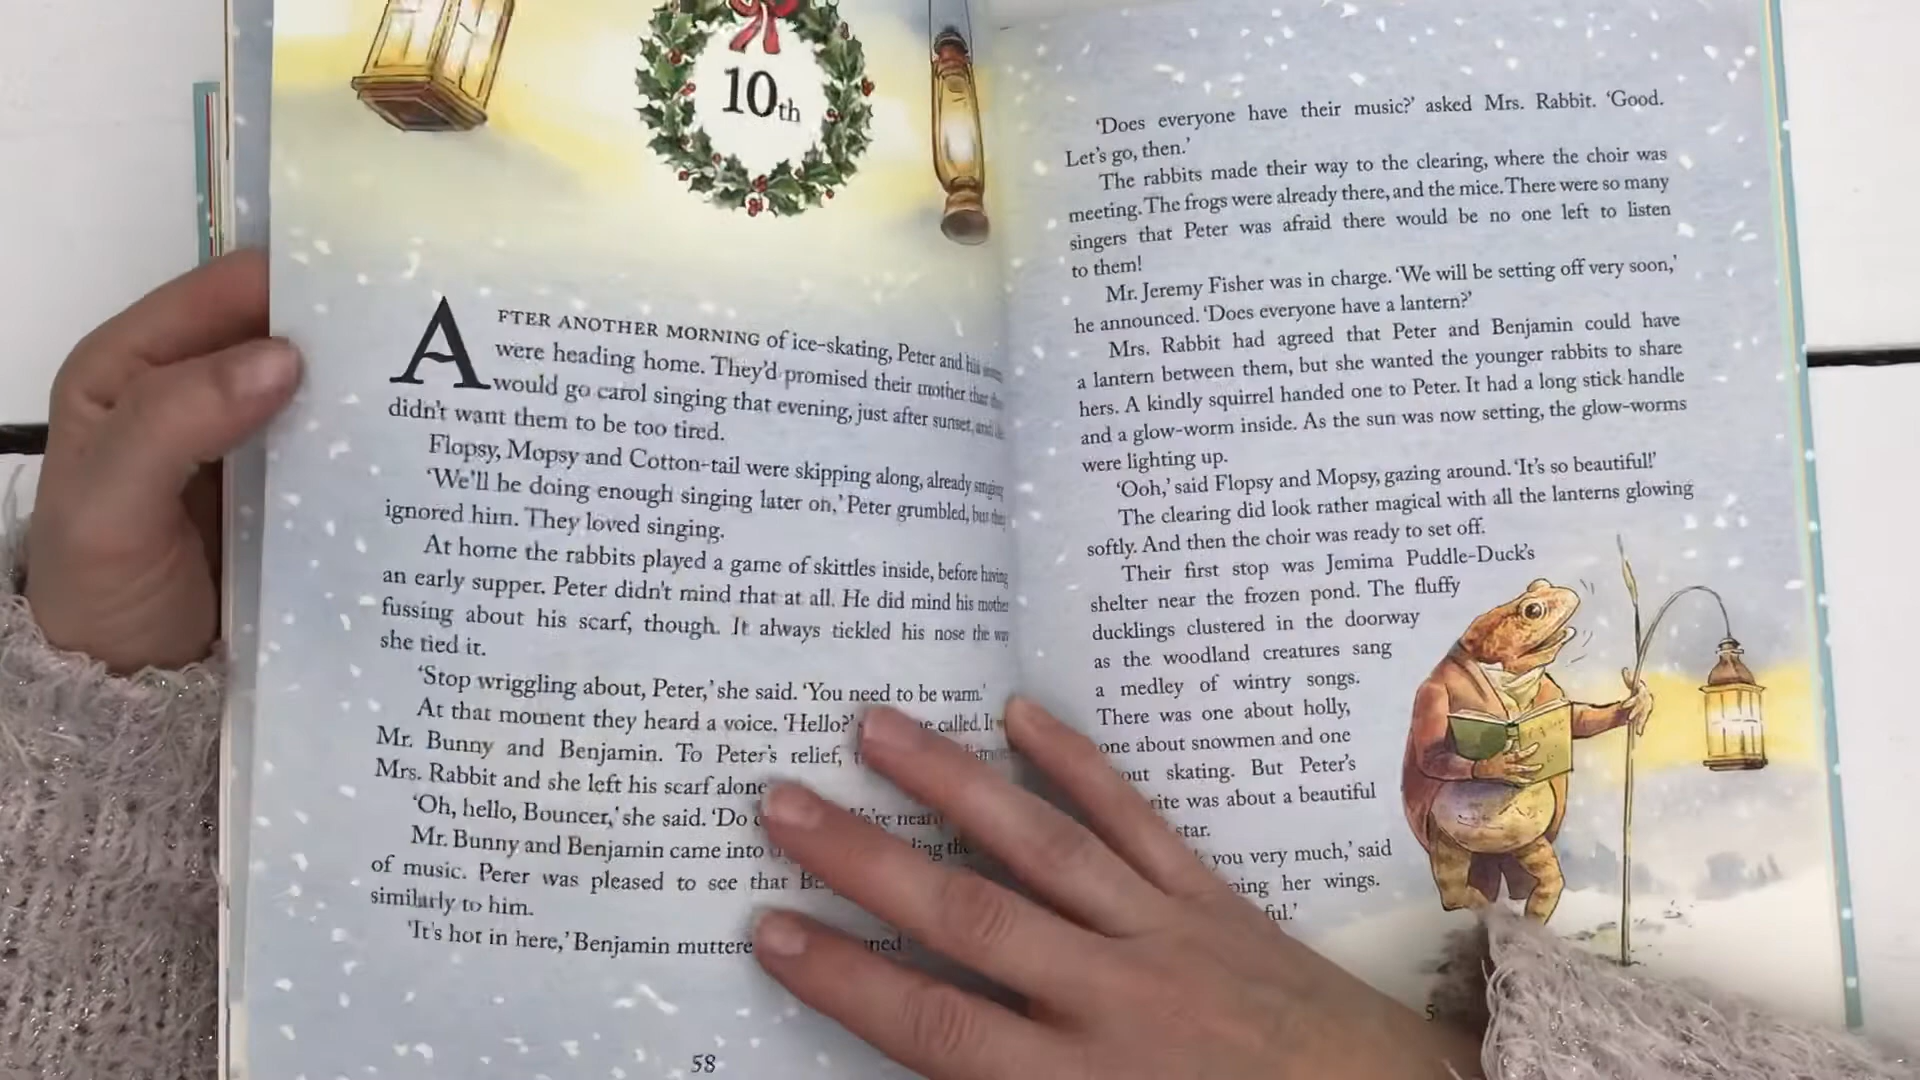 10th
AFTER ANOTHER MORNING of ice-skating, Peter and his
were heading home. They'd promised their mother that
would go carol singing that evening, just after sunset, and
didn't want them to be too tired.
Flopsy, Mopsy and Cotton-tail were skipping along, already singing
'We'll be doing enough singing later on,' Peter grumbled, but they
ignored him. They loved singing.
At home the rabbits played a game of skittles inside, before having
an early supper. Peter didn't mind that at all. He did mind his mother
fussing about his scarf, though. It always tickled his nose the way
she tied it.
'Stop wriggling about, Peter,' she said. 'You need to be warm.'
At that moment they heard a voice. 'Hello?' called. It
Mr. Bunny and Benjamin. To Peter's relief,
Mrs. Rabbit and she left his scarf alone
'Oh, hello, Bouncer,' she said. 'Do We're nearly
Mr. Bunny and Benjamin came into
of music. Peter was pleased to see that
similarly to him.
'It's hot in here,' Benjamin muttered
58
'Does everyone have their music?' asked Mrs. Rabbit. 'Good.
Let's go, then.'
The rabbits made their way to the clearing, where the choir was
meeting. The frogs were already there, and the mice. There were so many
singers that Peter was afraid there would be no one left to listen
to them!
Mr. Jeremy Fisher was in charge. 'We will be setting off very soon,'
he announced. 'Does everyone have a lantern?'
Mrs. Rabbit had agreed that Peter and Benjamin could have
a lantern between them, but she wanted the younger rabbits to share
hers. A kindly squirrel handed one to Peter. It had a long stick handle
and a glow-worm inside. As the sun was now setting, the glow-worms
were lighting up.
'Ooh,' said Flopsy and Mopsy, gazing around. 'It's so beautiful!'
The clearing did look rather magical with all the lanterns glowing
softly. And then the choir was ready to set off.
Their first stop was Jemima Puddle-Duck's
shelter near the frozen pond. The fluffy
ducklings clustered in the doorway
as the woodland creatures sang
a medley of wintry songs.
There was one about holly,
one about snowmen and one
out skating. But Peter's
rite was about a beautiful
star.
you very much,' said
ping her wings.
ful.'